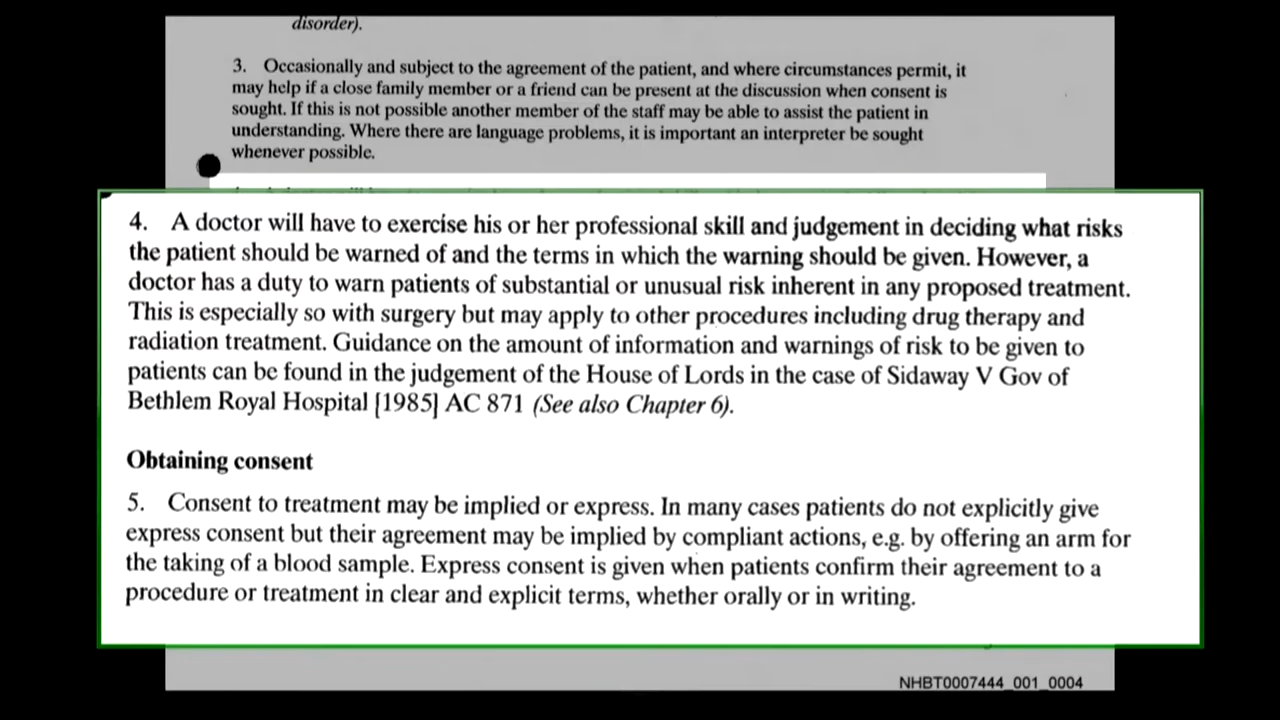 disorder).
3. Occasionally and subject to the agreement of the patient, and where circumstances permit, it
may help if a close family member or a friend can be present at the discussion when consent is
sought. If this is not possible another member of the staff may be able to assist the patient in
understanding. Where there are language problems, it is important an interpreter be sought
whenever possible.
4. A doctor will have to exercise his or her professional skill and judgement in deciding what risks
the patient should be warned of and the terms in which the warning should be given. However, a
doctor has a duty to warn patients of substantial or unusual risk inherent in any proposed treatment.
This is especially so with surgery but may apply to other procedures including drug therapy and
radiation treatment. Guidance on the amount of information and warnings of risk to be given to
patients can be found in the judgement of the House of Lords in the case of Sidaway V Gov of
Bethlem Royal Hospital [1985] AC 871 (See also Chapter 6).
Obtaining consent
5. Consent to treatment may be implied or express. In many cases patients do not explicitly give
express consent but their agreement may be implied by compliant actions, e.g. by offering an arm for
the taking of a blood sample. Express consent is given when patients confirm their agreement to a
procedure or treatment in clear and explicit terms, whether orally or in writing.
NHBT0007444_001_0004